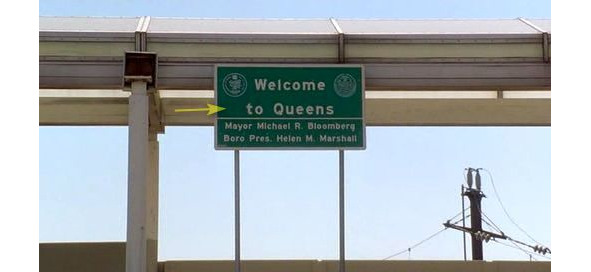 Welcome
to Queens
Mayor Michael R. Bloomberg
Boro Pres. Helen M. Marshall